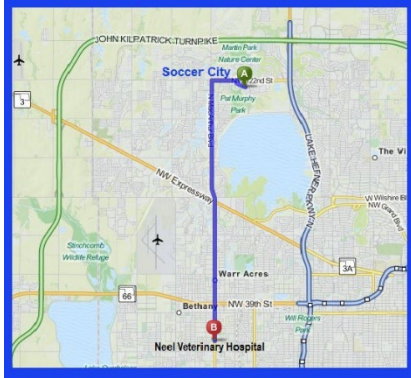 JOHN KILPATRICK TURNPIKE
Martin Park
Nature Center
Soccer City
A
22nd St
Pat Murphy
Park
3
NW Expressway
LAKE HEFNER PKWY
The Vi
W Wilshire Bl
NW Grand Blvd
Stinchcomb
Wildlife Refuge
Warr Acres
3A
66
Bethany
NW 39th St
Will Rogers
Park
B
Neel Veterinary Hospital